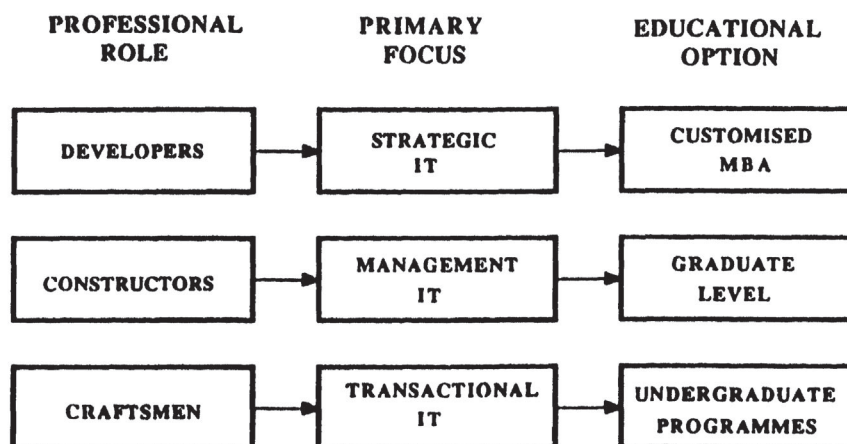 PROFESSIONAL ROLE
PRIMARY FOCUS
EDUCATIONAL OPTION
DEVELOPERS
STRATEGIC IT
CUSTOMISED MBA
CONSTRUCTORS
MANAGEMENT IT
GRADUATE LEVEL
CRAFTSMEN
TRANSACTIONAL IT
UNDERGRADUATE PROGRAMMES